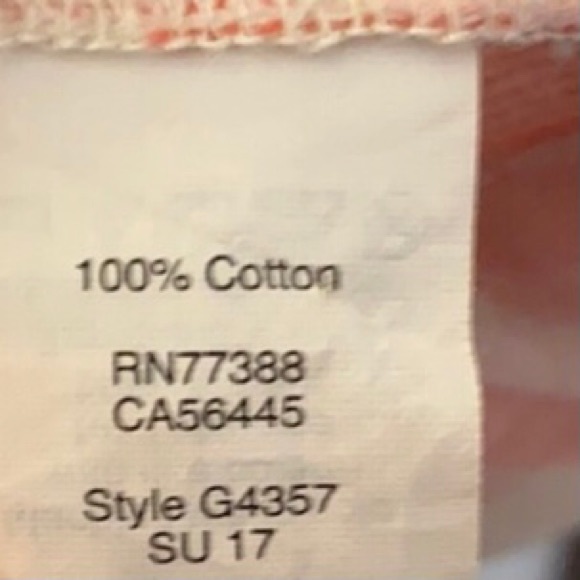 100% Cotton
RN77388
CA56445
Style G4357
SU 17